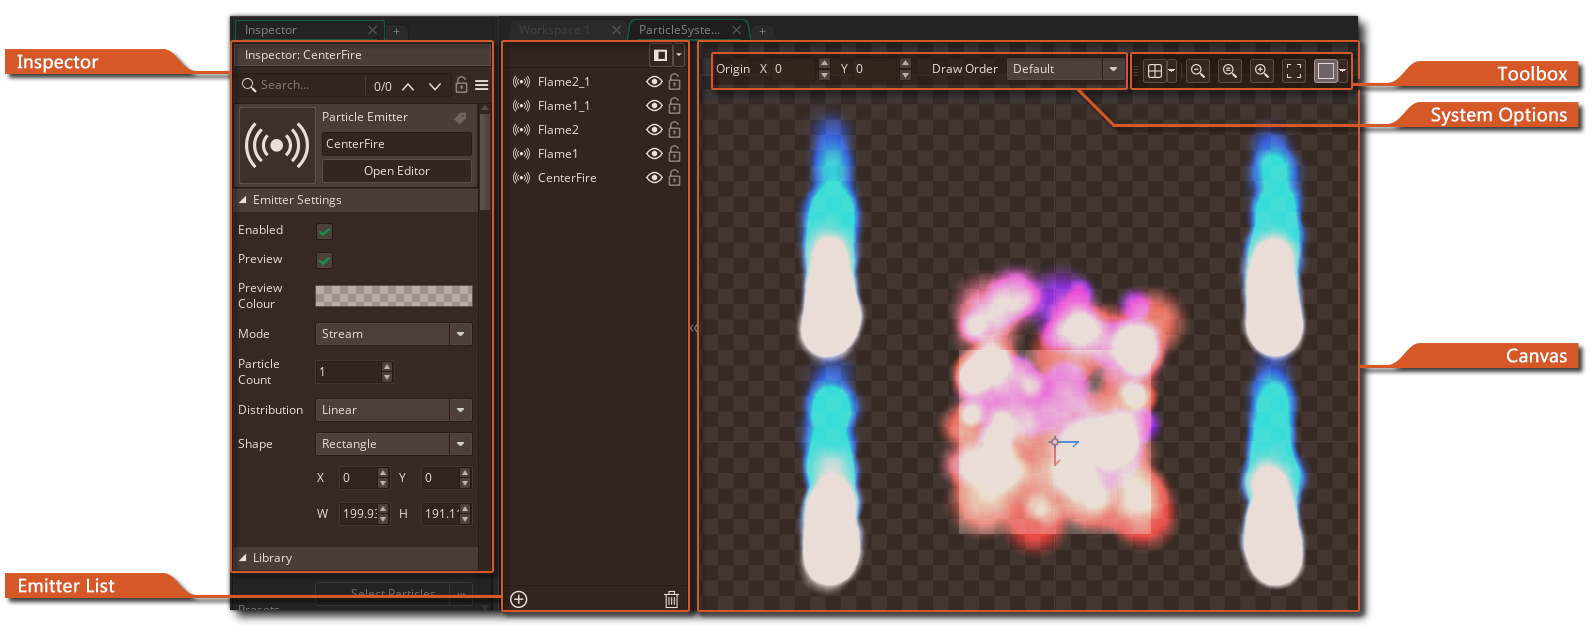 Inspector
Workspace 1
ParticleSyste...
Inspector: CenterFire
Search...
0/0
Particle Emitter
CenterFire
Open Editor
Emitter Settings
Enabled
Preview
Preview
Colour
Mode
Stream
Particle
Count
1
Distribution
Linear
Shape
Rectangle
X
0
Y
0
W
199.9
H
191.1
Library
Select Particles
...
Presets
Flame2_1
Flame1_1
Flame2
Flame1
CenterFire
Origin X 0 Y 0 Draw Order Default
Inspector
Emitter List
Toolbox
System Options
Canvas